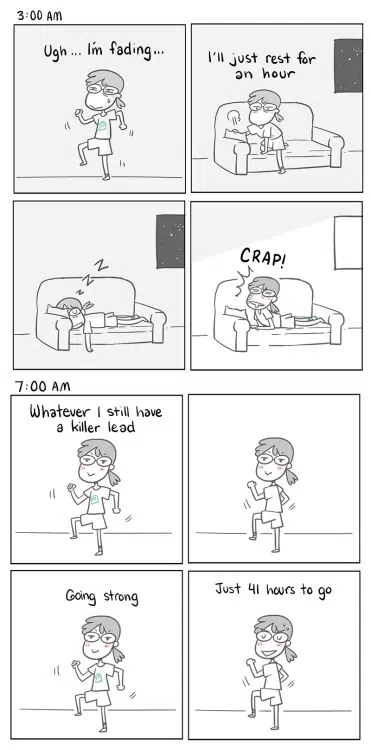 3:00 AM
Ugh... I'm fading...
I'll just rest for
an hour
Z Z Z
CRAP!
7:00 AM
Whatever I still have
a killer lead
Going strong
Just 41 hours to go